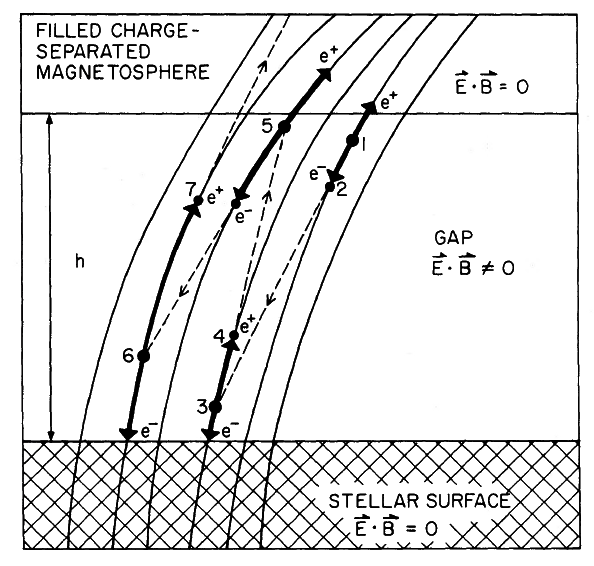 FILLED CHARGE-
SEPARATED
MAGNETOSPHERE
e⁺
E⃗·B⃗ = 0
e⁺
5
1
e⁻
2
7
e⁺
e⁻
GAP
E⃗·B⃗ ≠ 0
h
4
e⁺
6
3
e⁻
e⁻
STELLAR SURFACE
E⃗·B⃗ = 0